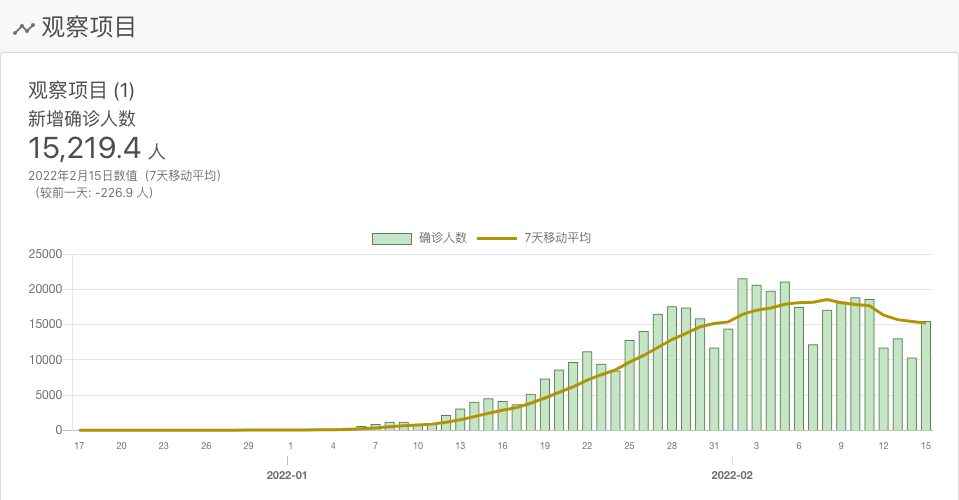 观察项目
观察项目 (1)
新增确诊人数
15,219.4 人
2022年2月15日数值（7天移动平均）
（较前一天: -226.9 人）
确诊人数 7天移动平均
25000
20000
15000
10000
5000
0
17 20 23 26 29 1 4 7 10 13 16 19 22 25 28 31 3 6 9 12 15
2022-01 2022-02